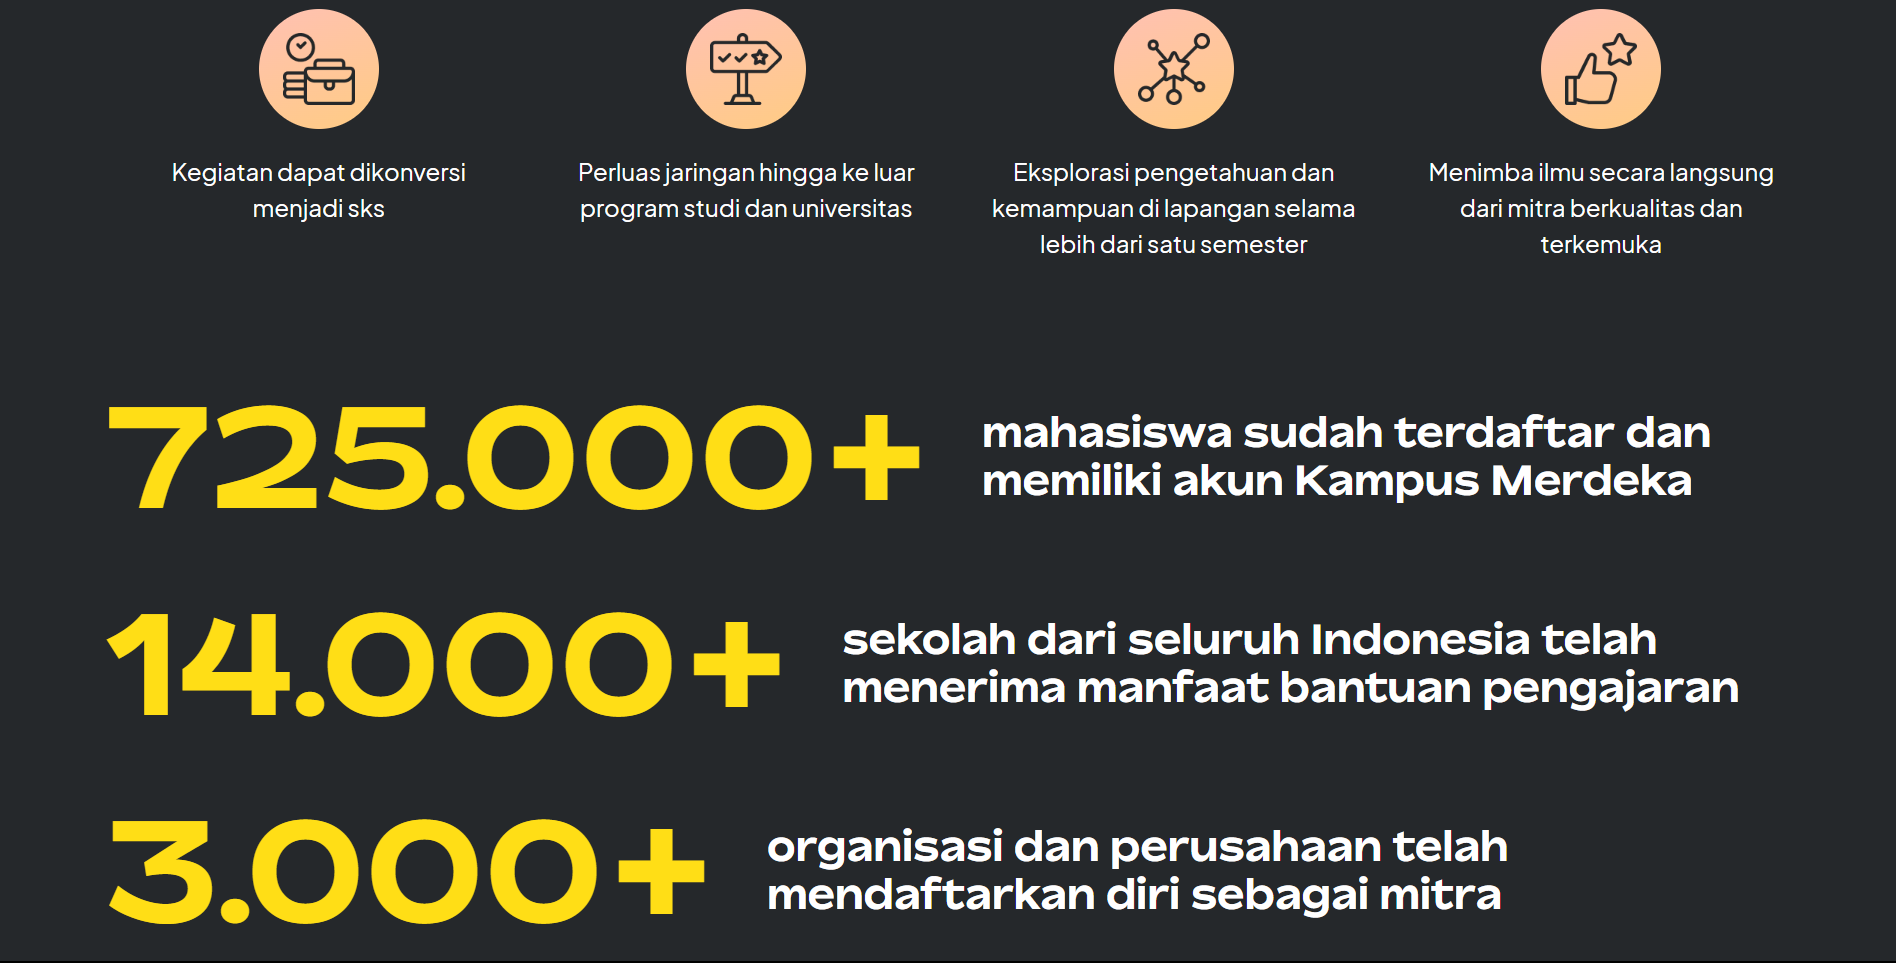 Kegiatan dapat dikonversi
menjadi sks
Perluas jaringan hingga ke luar
program studi dan universitas
Eksplorasi pengetahuan dan
kemampuan di lapangan selama
lebih dari satu semester
Menimba ilmu secara langsung
dari mitra berkualitas dan
terkemuka
725.000+
mahasiswa sudah terdaftar dan
memiliki akun Kampus Merdeka
14.000+
sekolah dari seluruh Indonesia telah
menerima manfaat bantuan pengajaran
3.000+
organisasi dan perusahaan telah
mendaftarkan diri sebagai mitra